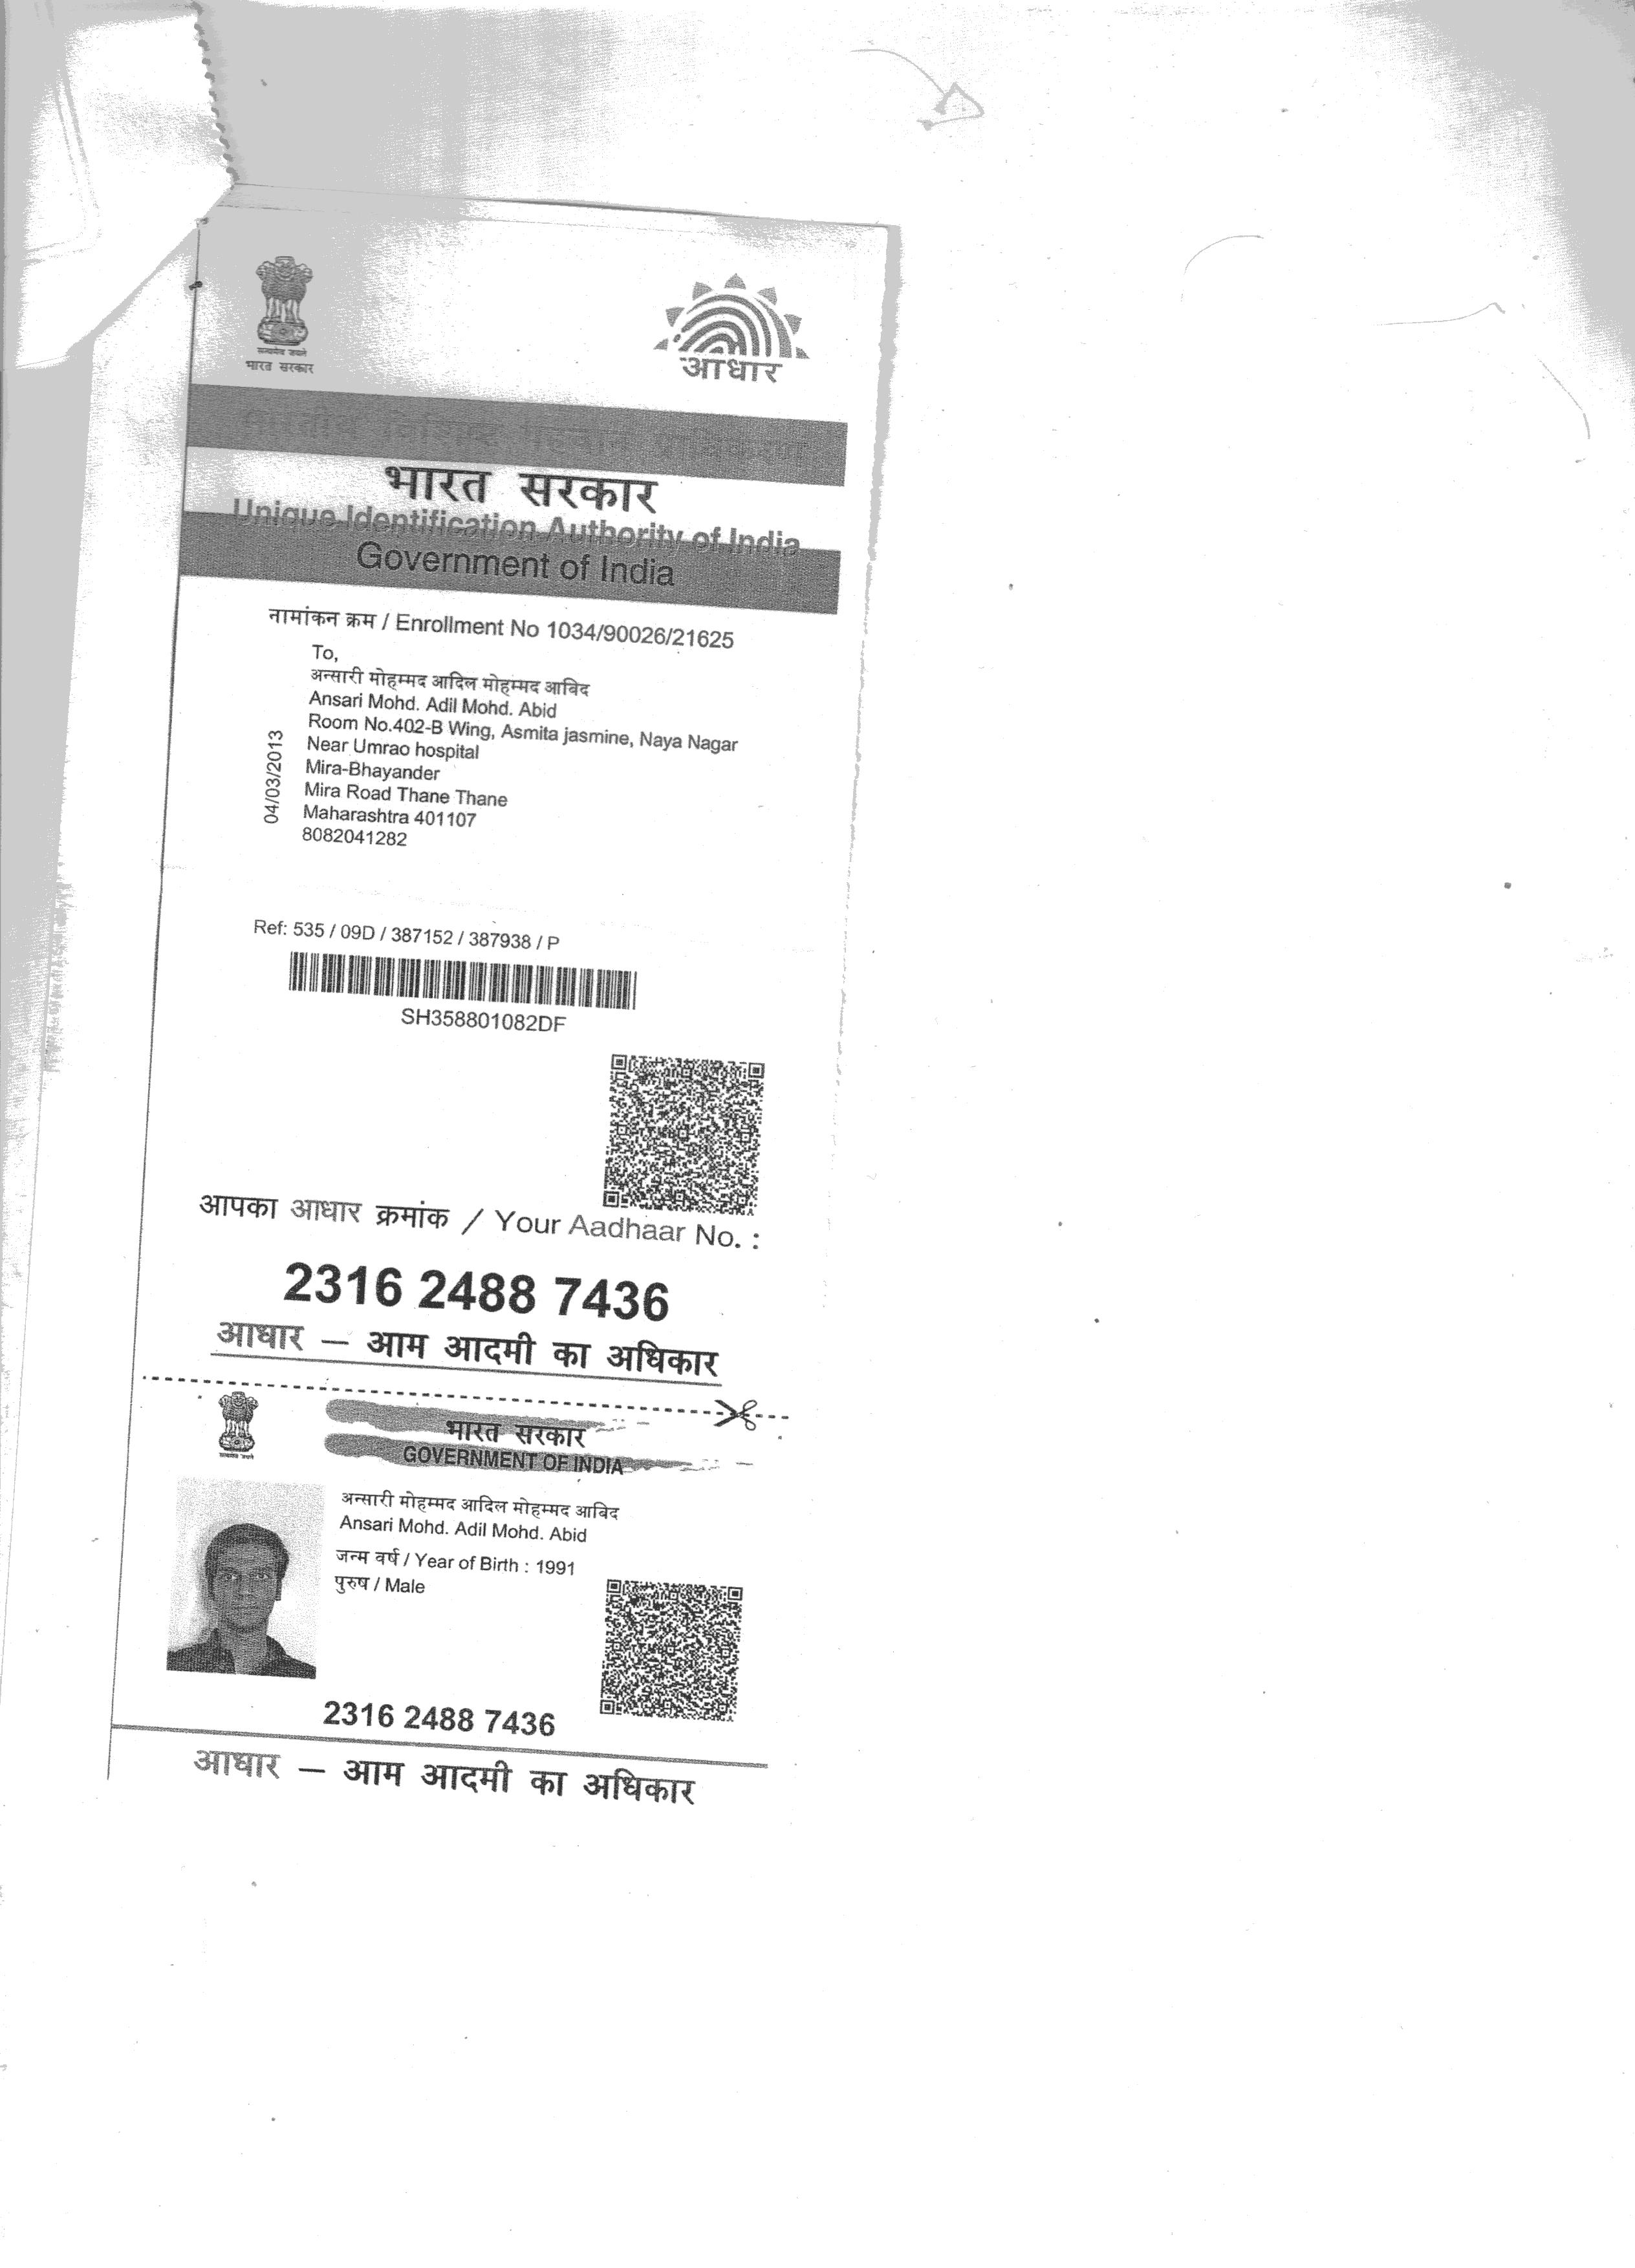 सत्यमेव जयते
भारत सरकार
आधार
भारतीय विशिष्ट पहचान प्राधिकरण
भारत सरकार
Unique Identification Authority of India
Government of India
नामांकन क्रम / Enrollment No 1034/90026/21625
To,
अन्सारी मोहम्मद आदिल मोहम्मद आबिद
Ansari Mohd. Adil Mohd. Abid
Room No.402-B Wing, Asmita jasmine, Naya Nagar
Near Umrao hospital
Mira-Bhayander
Mira Road Thane Thane
Maharashtra 401107
8082041282
04/03/2013
Ref: 535 / 09D / 387152 / 387938 / P
SH358801082DF
आपका आधार क्रमांक / Your Aadhaar No. :
2316 2488 7436
आधार – आम आदमी का अधिकार
सत्यमेव जयते
भारत सरकार
GOVERNMENT OF INDIA
अन्सारी मोहम्मद आदिल मोहम्मद आबिद
Ansari Mohd. Adil Mohd. Abid
जन्म वर्ष / Year of Birth : 1991
पुरुष / Male
2316 2488 7436
आधार – आम आदमी का अधिकार